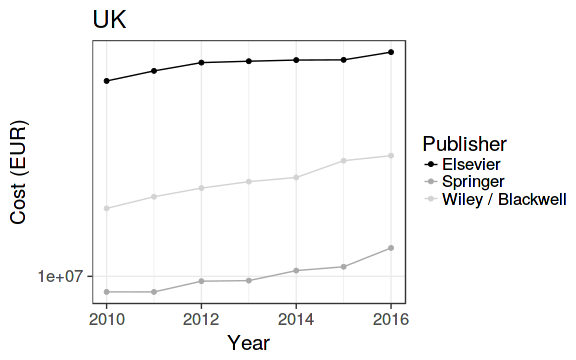 UK
Cost (EUR)
1e+07
2010 2012 2014 2016
Year
Publisher
Elsevier
Springer
Wiley / Blackwell